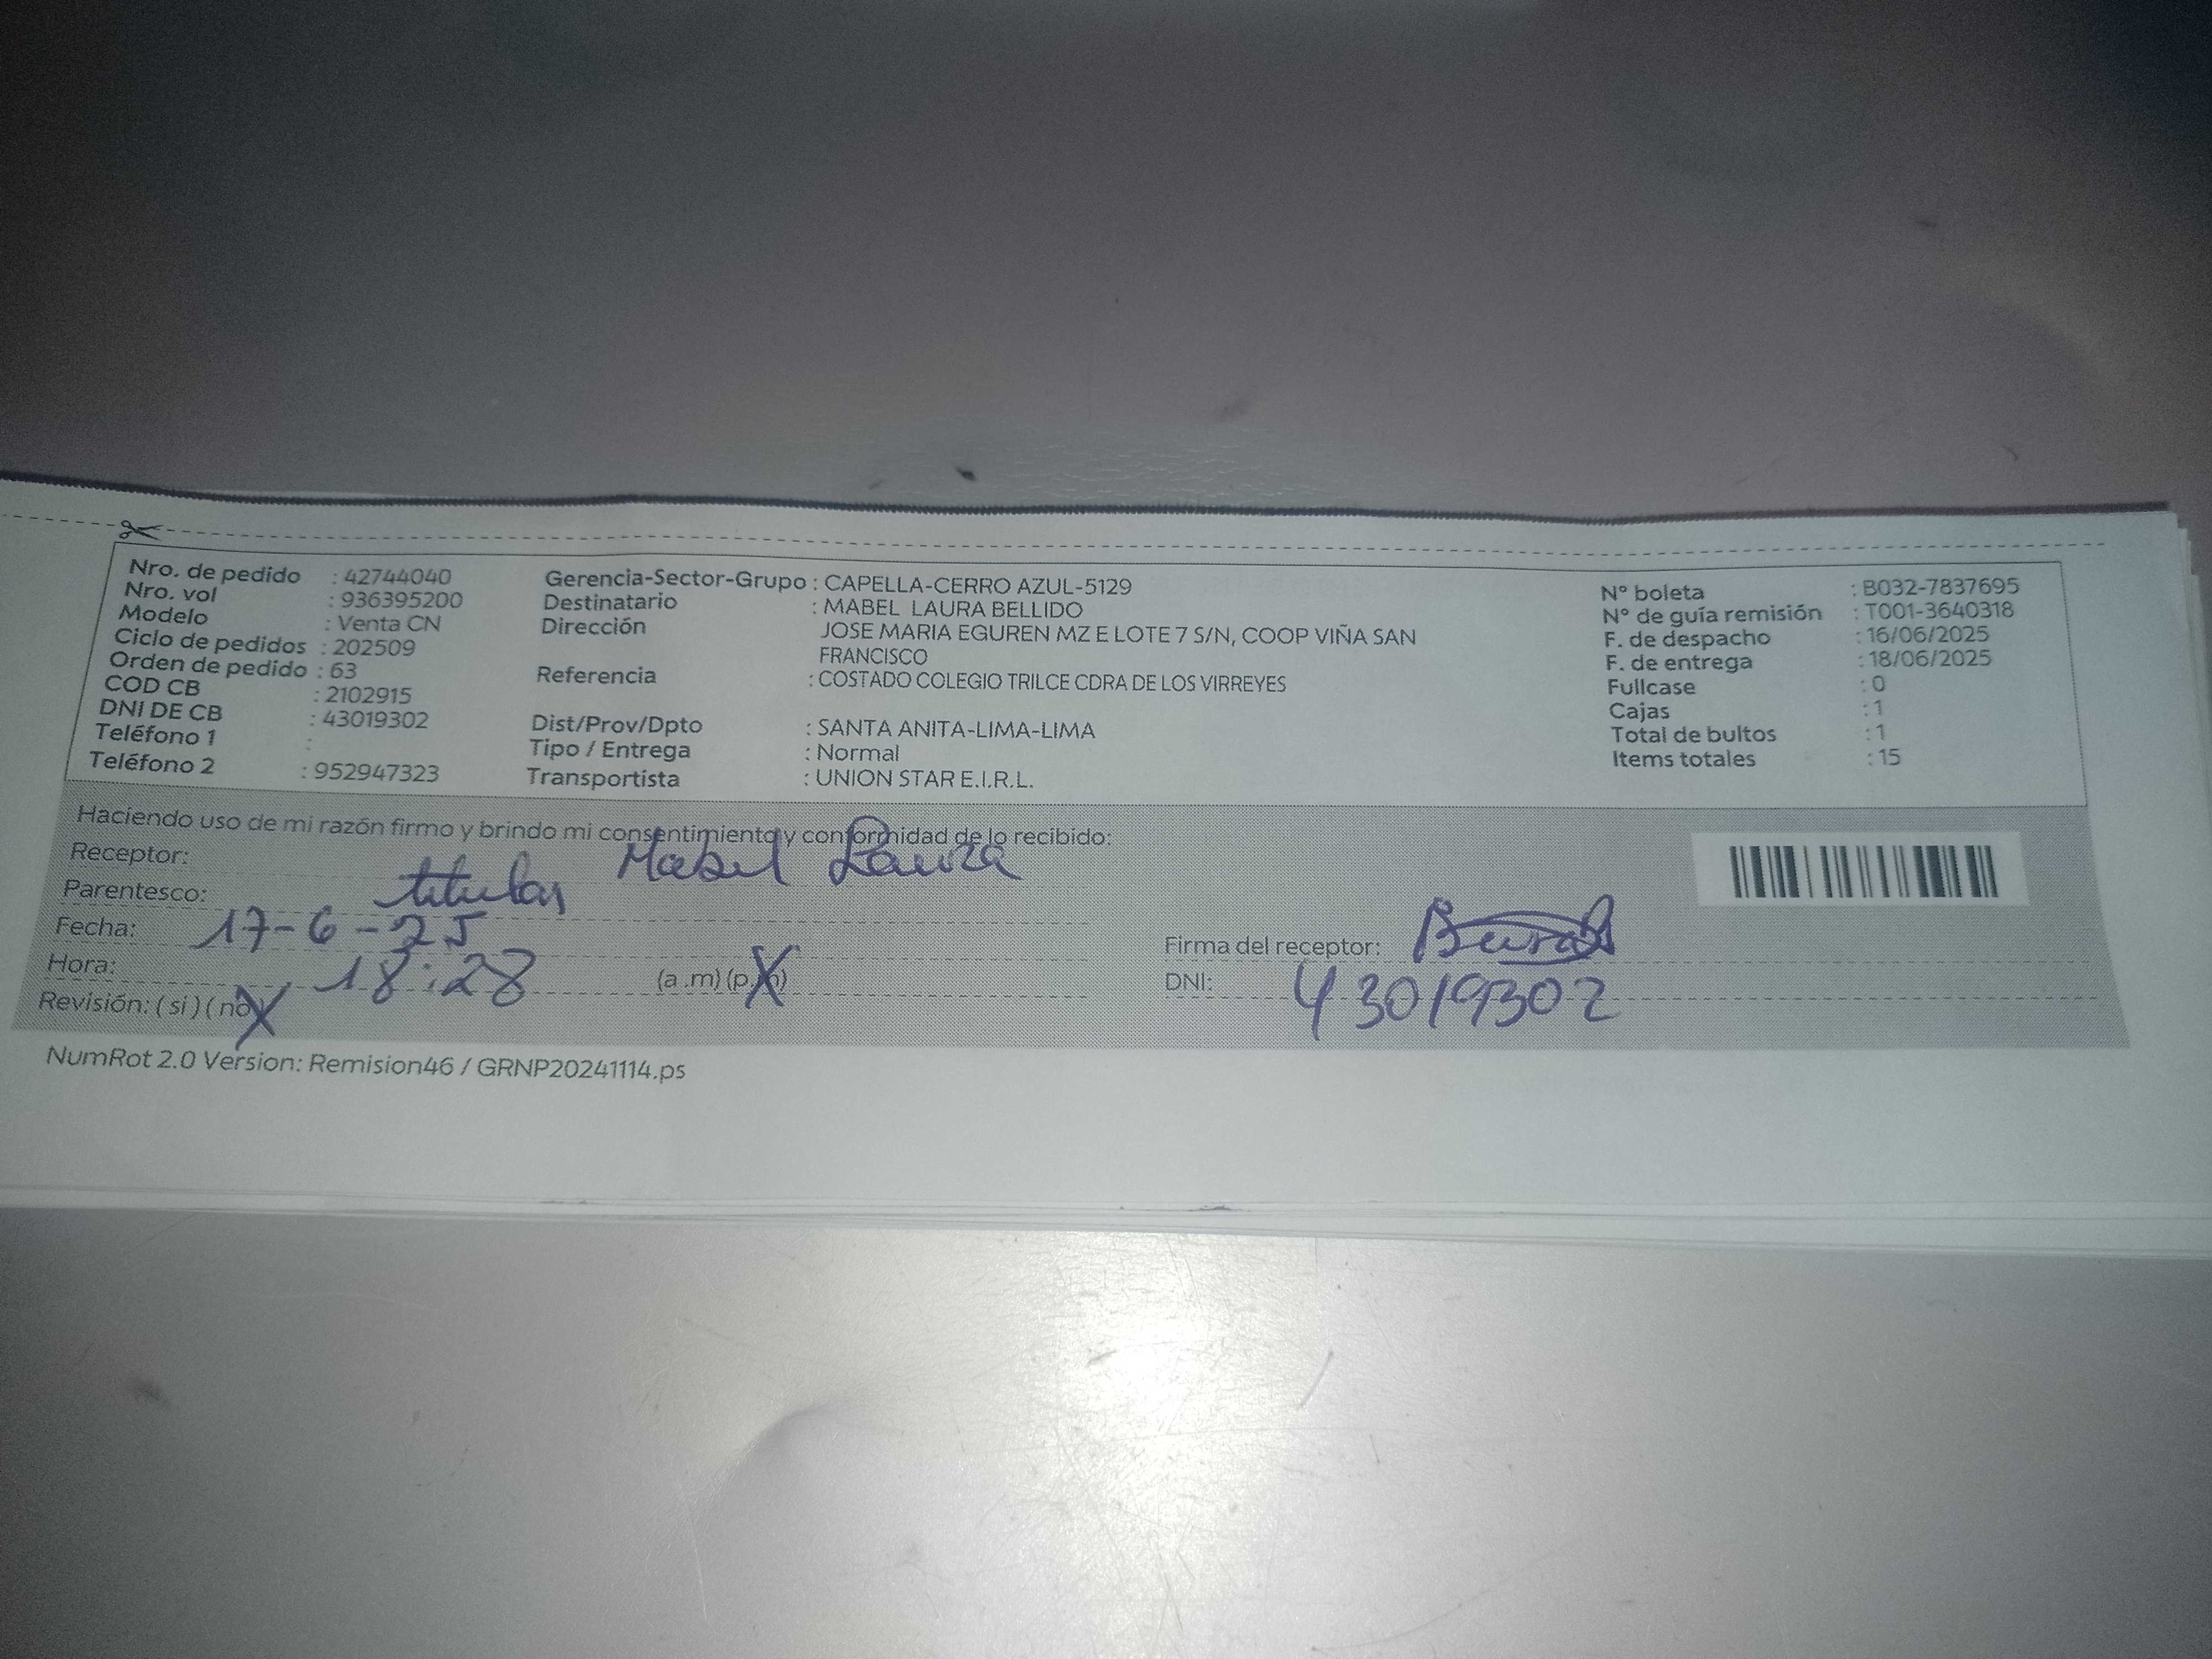 Nro. de pedido : 42744040
Nro. vol : 936395200
Modelo : Venta CN
Ciclo de pedidos : 202509
Orden de pedido : 63
COD CB : 2102915
DNI DE CB : 43019302
Teléfono 1 :
Teléfono 2 : 952947323
Gerencia-Sector-Grupo : CAPELLA-CERRO AZUL-5129
Destinatario : MABEL LAURA BELLIDO
Dirección JOSE MARIA EGUREN MZ E LOTE 7 S/N, COOP VIÑA SAN
FRANCISCO
Referencia : COSTADO COLEGIO TRILCE CDRA DE LOS VIRREYES
Dist/Prov/Dpto : SANTA ANITA-LIMA-LIMA
Tipo / Entrega : Normal
Transportista : UNION STAR E.I.R.L.
N° boleta : B032-7837695
N° de guía remisión : T001-3640318
F. de despacho : 16/06/2025
F. de entrega : 18/06/2025
Fullcase : 0
Cajas : 1
Total de bultos : 1
Items totales : 15
Haciendo uso de mi razón firmo y brindo mi consentimiento y conformidad de lo recibido:
Receptor: Mabel Laura
Parentesco: titular
Fecha: 17-6-25
Hora: 18:28 (a.m) (p.m)
Revisión: ( si ) ( no )
Firma del receptor:
DNI: 43019302
NumRot 2.0 Version: Remision46 / GRNP20241114.ps